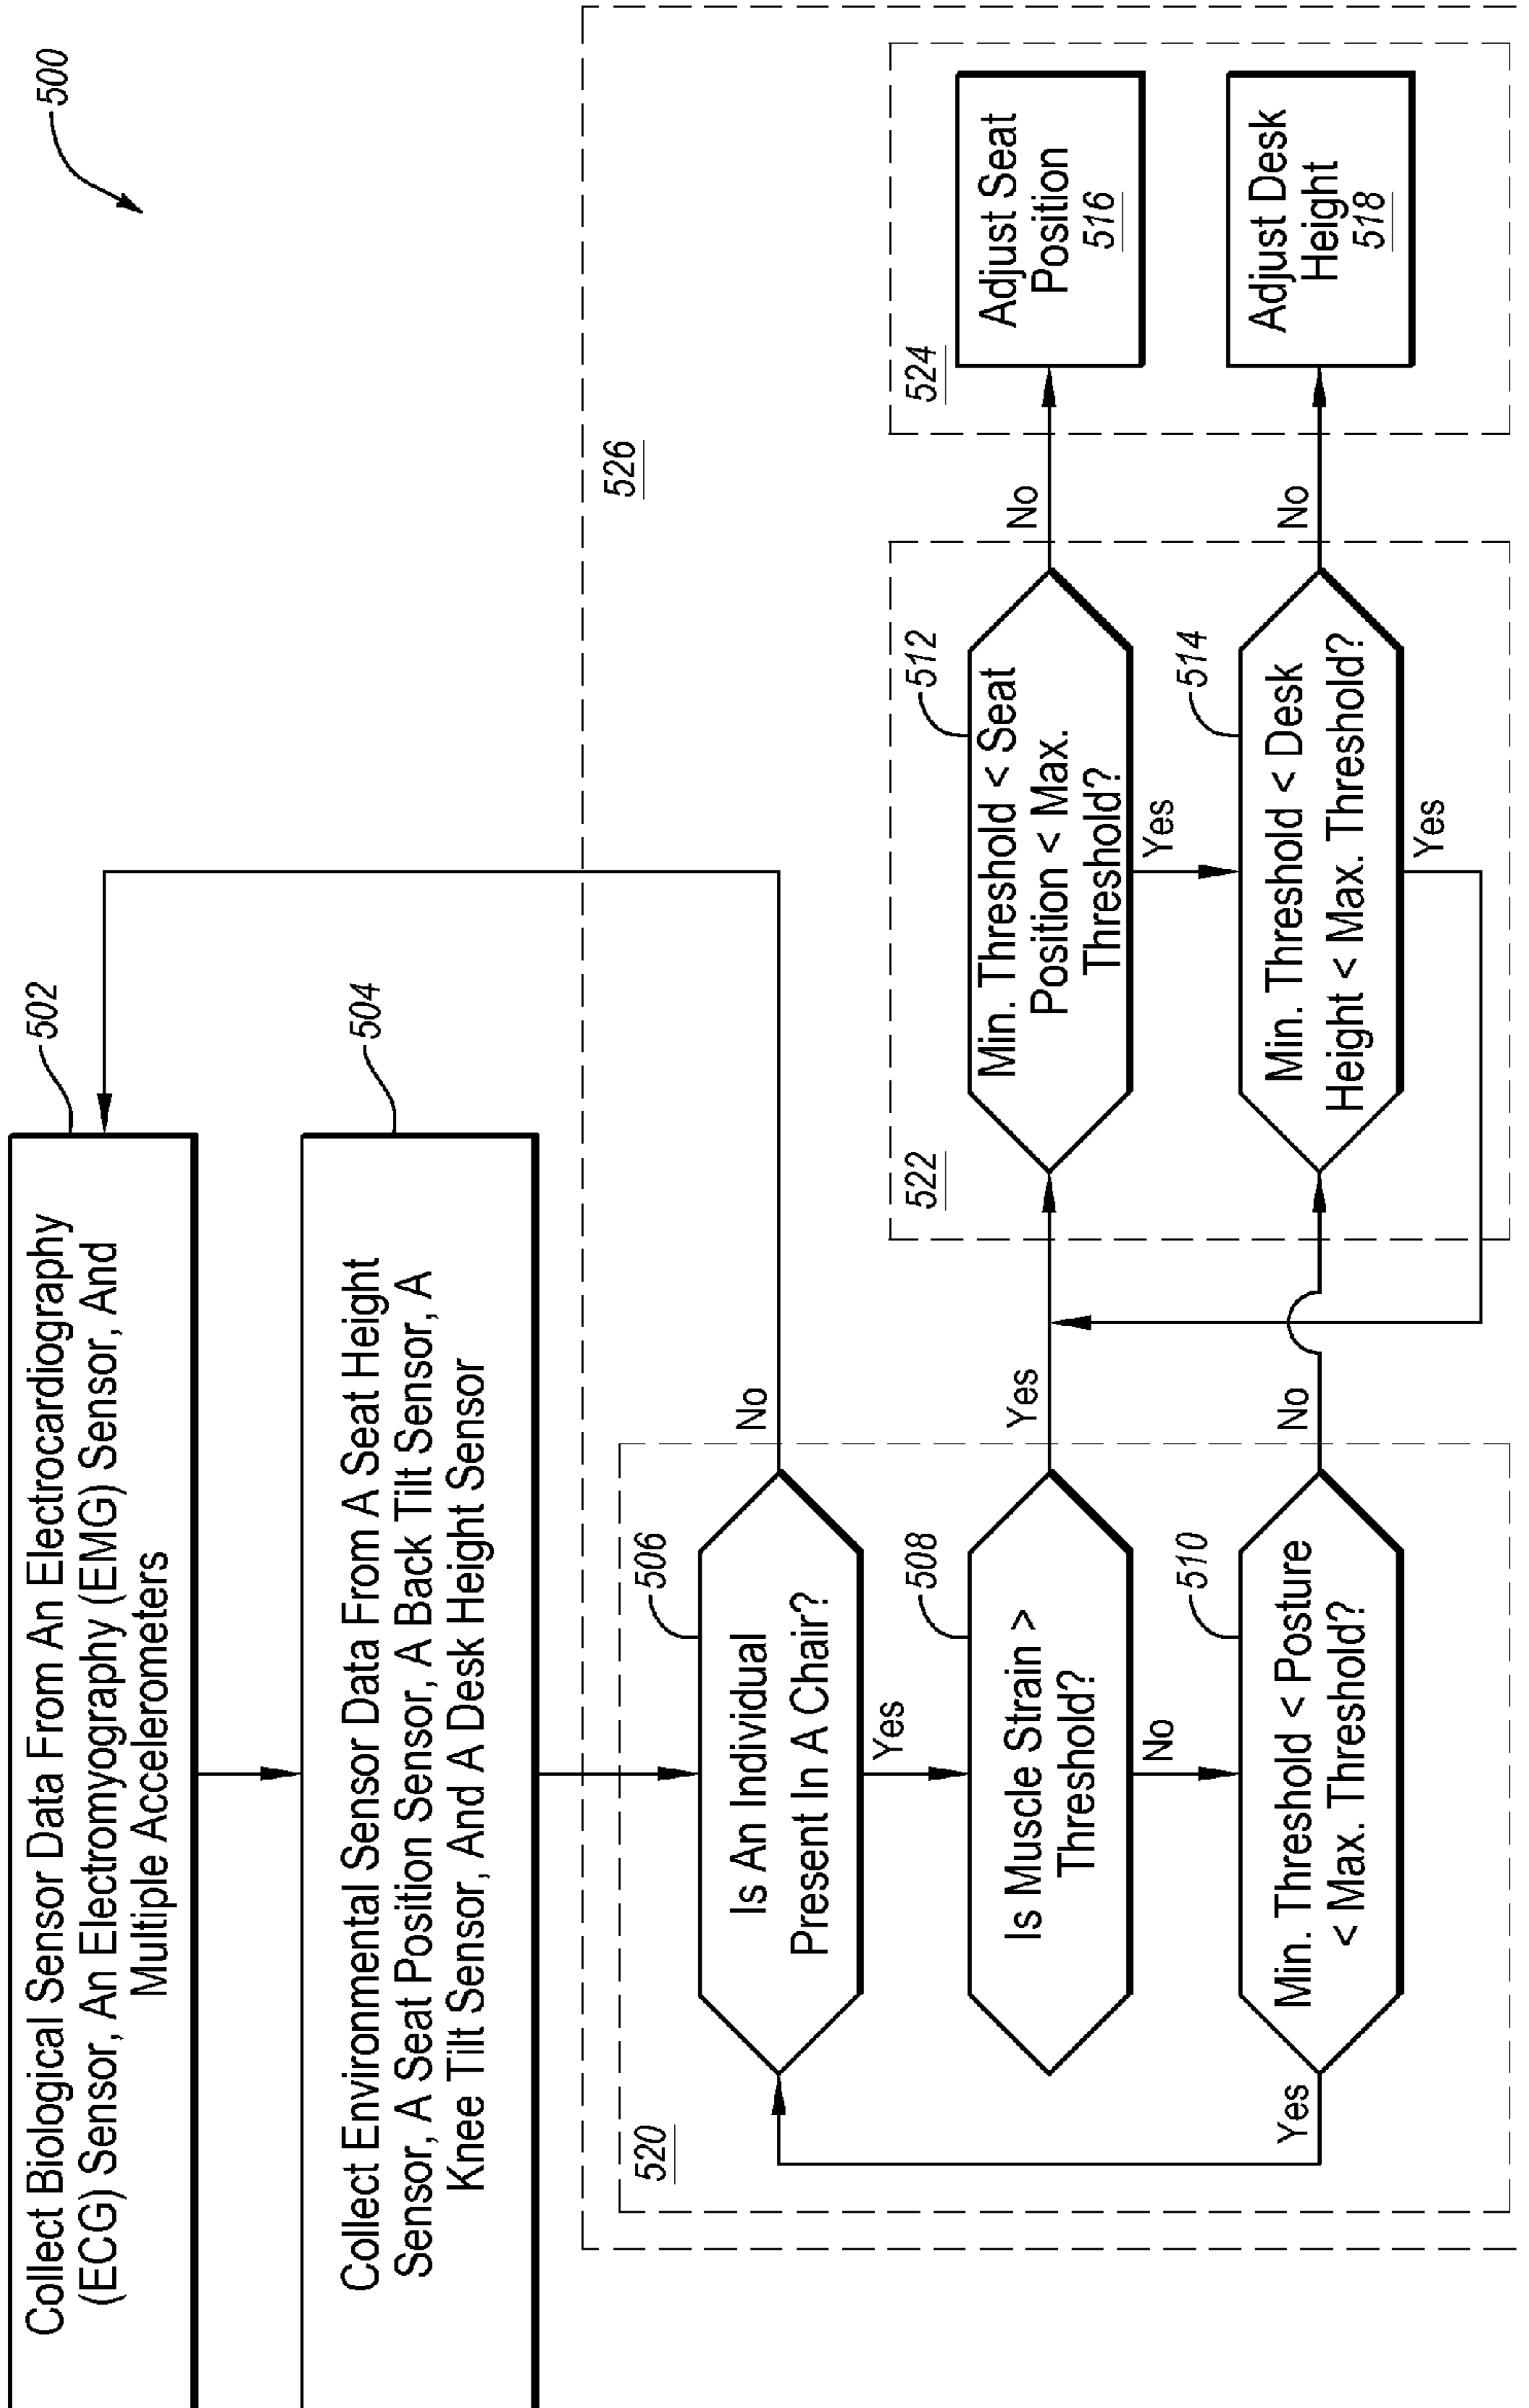 500
502
Collect Biological Sensor Data From An Electrocardiography
(ECG) Sensor, An Electromyography (EMG) Sensor, And
Multiple Accelerometers
504
Collect Environmental Sensor Data From A Seat Height
Sensor, A Seat Position Sensor, A Back Tilt Sensor, A
Knee Tilt Sensor, And A Desk Height Sensor
526
520
506
Is An Individual
Present In A Chair?
No
Yes
508
Is Muscle Strain >
Threshold?
Yes
No
510
Min. Threshold < Posture
< Max. Threshold?
Yes
No
522
512
Min. Threshold < Seat
Position < Max.
Threshold?
No
Yes
514
Min. Threshold < Desk
Height < Max. Threshold?
No
Yes
524
Adjust Seat
Position
516
Adjust Desk
Height
518